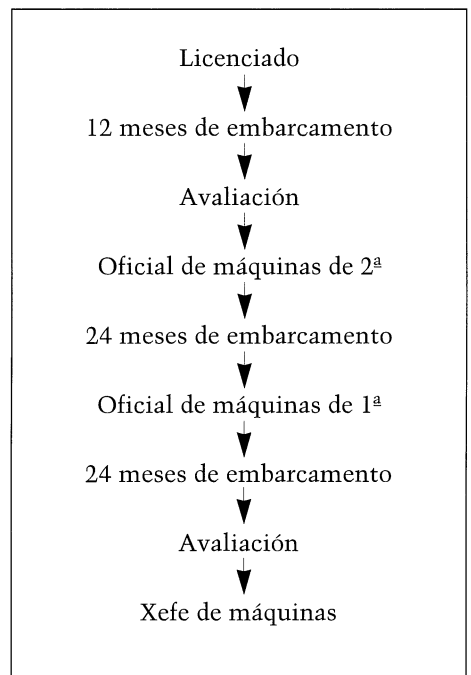 Licenciado
12 meses de embarcamento
Avaliación
Oficial de máquinas de 2ª
24 meses de embarcamento
Oficial de máquinas de 1ª
24 meses de embarcamento
Avaliación
Xefe de máquinas